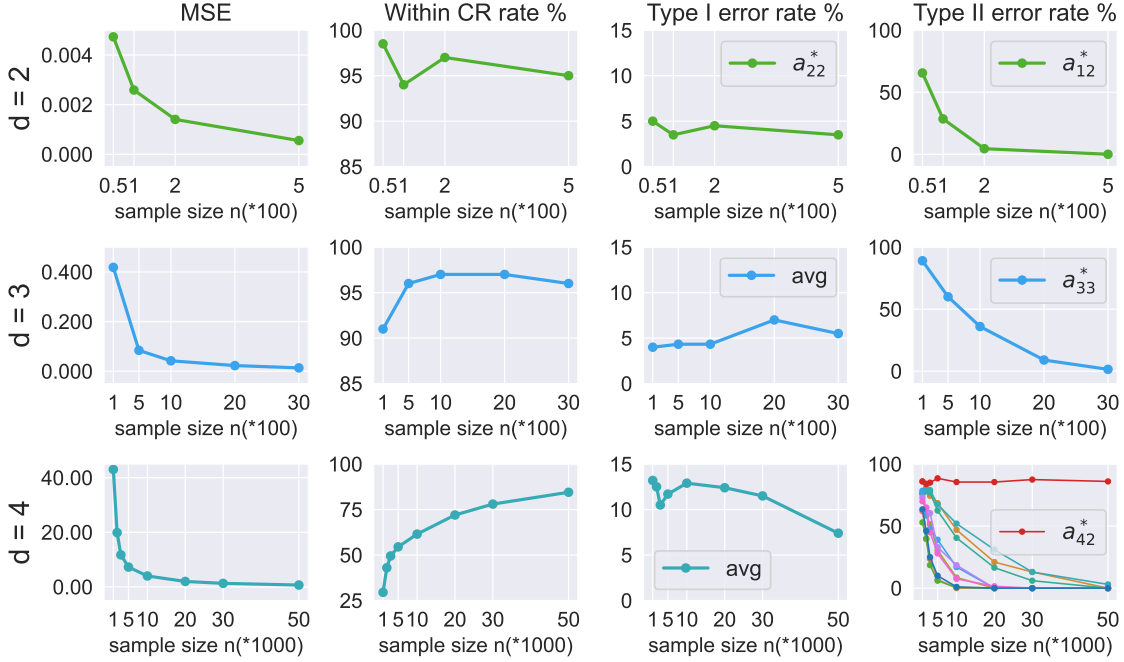 MSE
Within CR rate %
Type I error rate %
Type II error rate %
d = 2
0.004
0.002
0.000
0.51 2 5
sample size n(*100)
100
95
90
85
0.51 2 5
sample size n(*100)
15
10
5
0
a*22
0.51 2 5
sample size n(*100)
100
50
0
a*12
0.51 2 5
sample size n(*100)
d = 3
0.400
0.200
0.000
1 5 10 20 30
sample size n(*100)
100
95
90
85
1 5 10 20 30
sample size n(*100)
15
10
5
0
avg
1 5 10 20 30
sample size n(*100)
100
50
0
a*33
1 5 10 20 30
sample size n(*100)
d = 4
40.00
20.00
0.00
1 510 20 30 50
sample size n(*1000)
100
75
50
25
1 510 20 30 50
sample size n(*1000)
15
10
5
0
avg
1 510 20 30 50
sample size n(*1000)
100
50
0
a*42
1 510 20 30 50
sample size n(*1000)